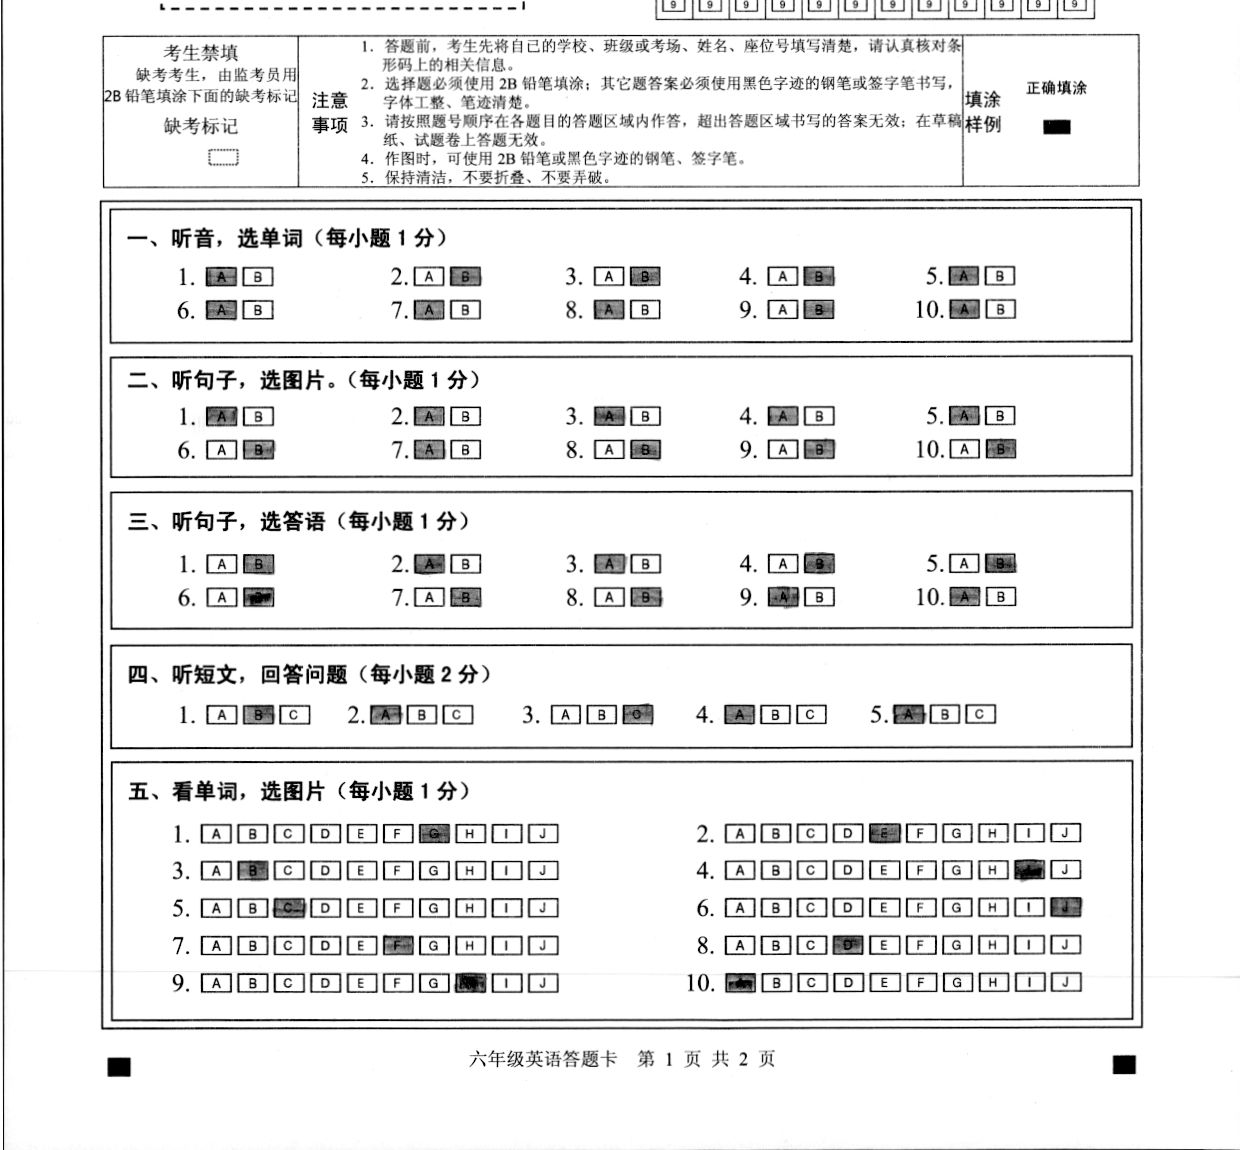 9 9 9 9 9 9 9 9 9 9 9 9
考生禁填
缺考考生，由监考员用
2B 铅笔填涂下面的缺考标记
缺考标记
注意
事项
1．答题前，考生先将自己的学校、班级或考场、姓名、座位号填写清楚，请认真核对条
形码上的相关信息。
2．选择题必须使用 2B 铅笔填涂；其它题答案必须使用黑色字迹的钢笔或签字笔书写，
字体工整、笔迹清楚。
3．请按照题号顺序在各题目的答题区域内作答，超出答题区域书写的答案无效；在草稿
纸、试题卷上答题无效。
4．作图时，可使用 2B 铅笔或黑色字迹的钢笔、签字笔。
5．保持清洁，不要折叠、不要弄破。
填涂
样例
正确填涂
一、听音，选单词（每小题 1 分）
1. A B 2. A B 3. A B 4. A B 5. A B
6. A B 7. A B 8. A B 9. A B 10. A B
二、听句子，选图片。（每小题 1 分）
1. A B 2. A B 3. A B 4. A B 5. A B
6. A B 7. A B 8. A B 9. A B 10. A B
三、听句子，选答语（每小题 1 分）
1. A B 2. A B 3. A B 4. A B 5. A B
6. A 7. A B 8. A B 9. A B 10. A B
四、听短文，回答问题（每小题 2 分）
1. A B C 2. A B C 3. A B C 4. A B C 5. A B C
五、看单词，选图片（每小题 1 分）
1. A B C D E F G H I J 2. A B C D E F G H I J
3. A B C D E F G H I J 4. A B C D E F G H J
5. A B C D E F G H I J 6. A B C D E F G H I J
7. A B C D E F G H I J 8. A B C D E F G H I J
9. A B C D E F G I J 10. B C D E F G H I J
六年级英语答题卡 第 1 页 共 2 页